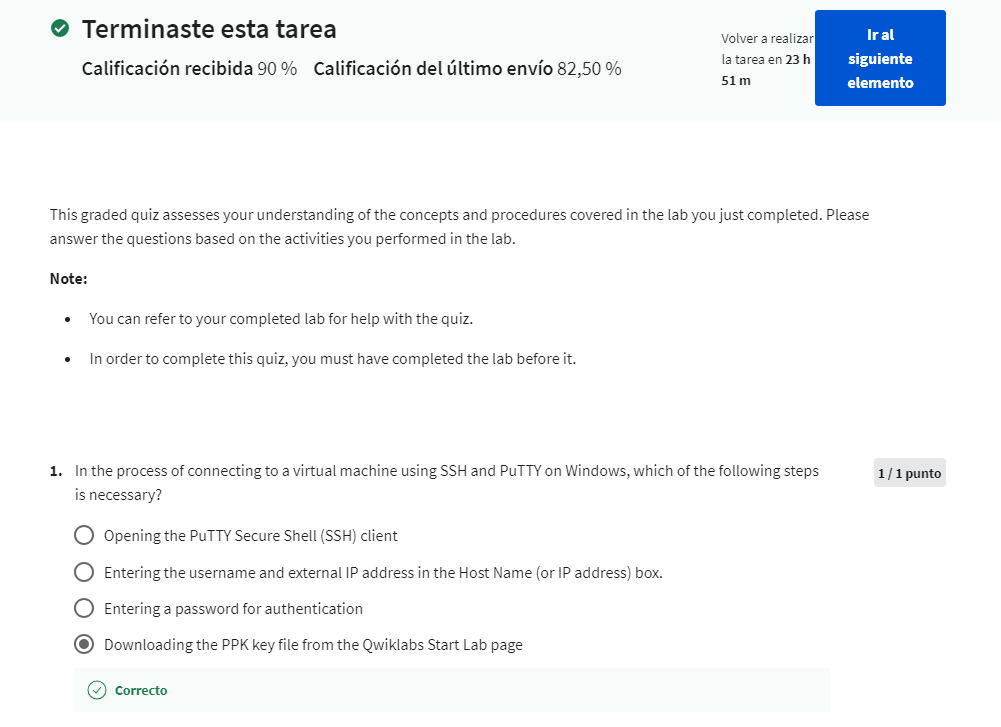 Terminaste esta tarea
Calificación recibida 90 % Calificación del último envío 82,50 %
Volver a realizar
la tarea en 23 h
51 m
Ir al
siguiente
elemento
This graded quiz assesses your understanding of the concepts and procedures covered in the lab you just completed. Please
answer the questions based on the activities you performed in the lab.
Note:
• You can refer to your completed lab for help with the quiz.
• In order to complete this quiz, you must have completed the lab before it.
1. In the process of connecting to a virtual machine using SSH and PuTTY on Windows, which of the following steps
is necessary?
1 / 1 punto
Opening the PuTTY Secure Shell (SSH) client
Entering the username and external IP address in the Host Name (or IP address) box.
Entering a password for authentication
Downloading the PPK key file from the Qwiklabs Start Lab page
Correcto